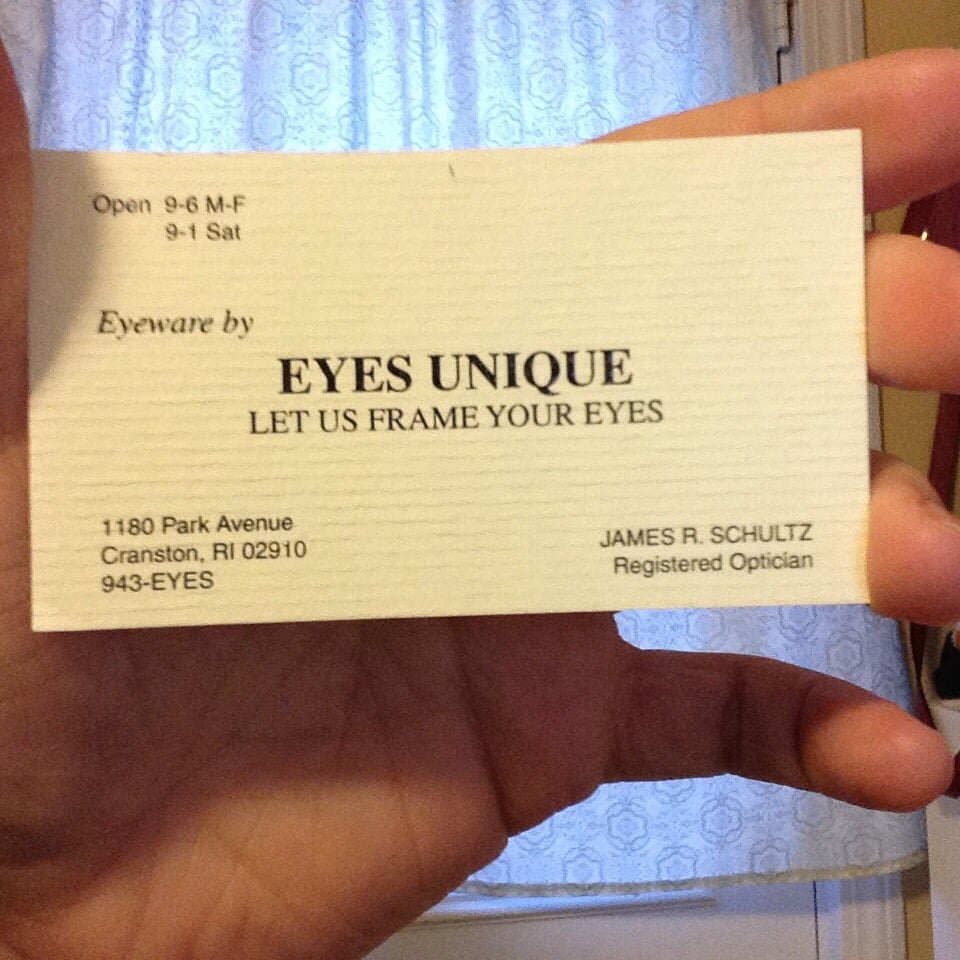 Open 9-6 M-F
9-1 Sat
Eyeware by
EYES UNIQUE
LET US FRAME YOUR EYES
1180 Park Avenue
Cranston, RI 02910
943-EYES
JAMES R. SCHULTZ
Registered Optician